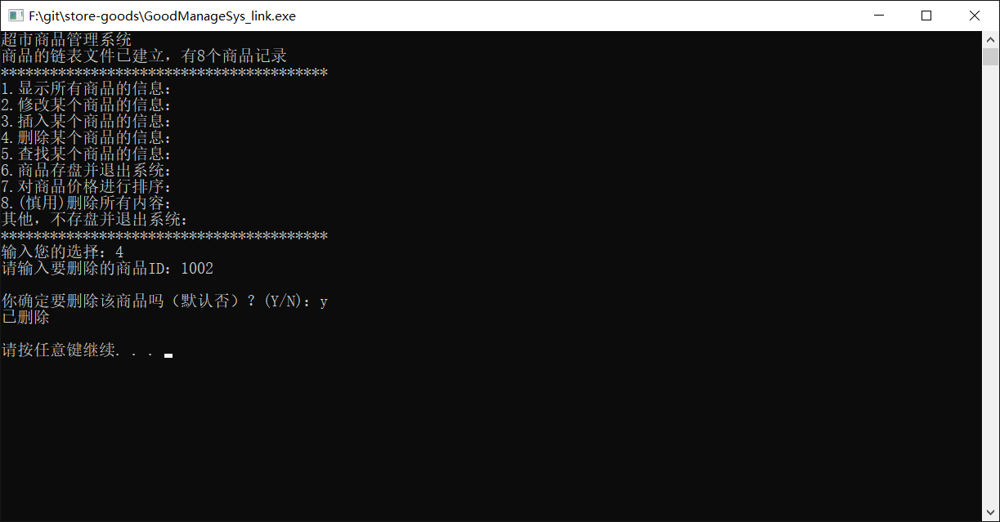 F:\git\store-goods\GoodManageSys_link.exe
超市商品管理系统
商品的链表文件已建立，有8个商品记录
****************************************
1.显示所有商品的信息：
2.修改某个商品的信息：
3.插入某个商品的信息：
4.删除某个商品的信息：
5.查找某个商品的信息：
6.商品存盘并退出系统：
7.对商品价格进行排序：
8.(慎用)删除所有内容：
其他，不存盘并退出系统：
****************************************
输入您的选择：4
请输入要删除的商品ID：1002
你确定要删除该商品吗（默认否）？(Y/N)：y
已删除
请按任意键继续. . .